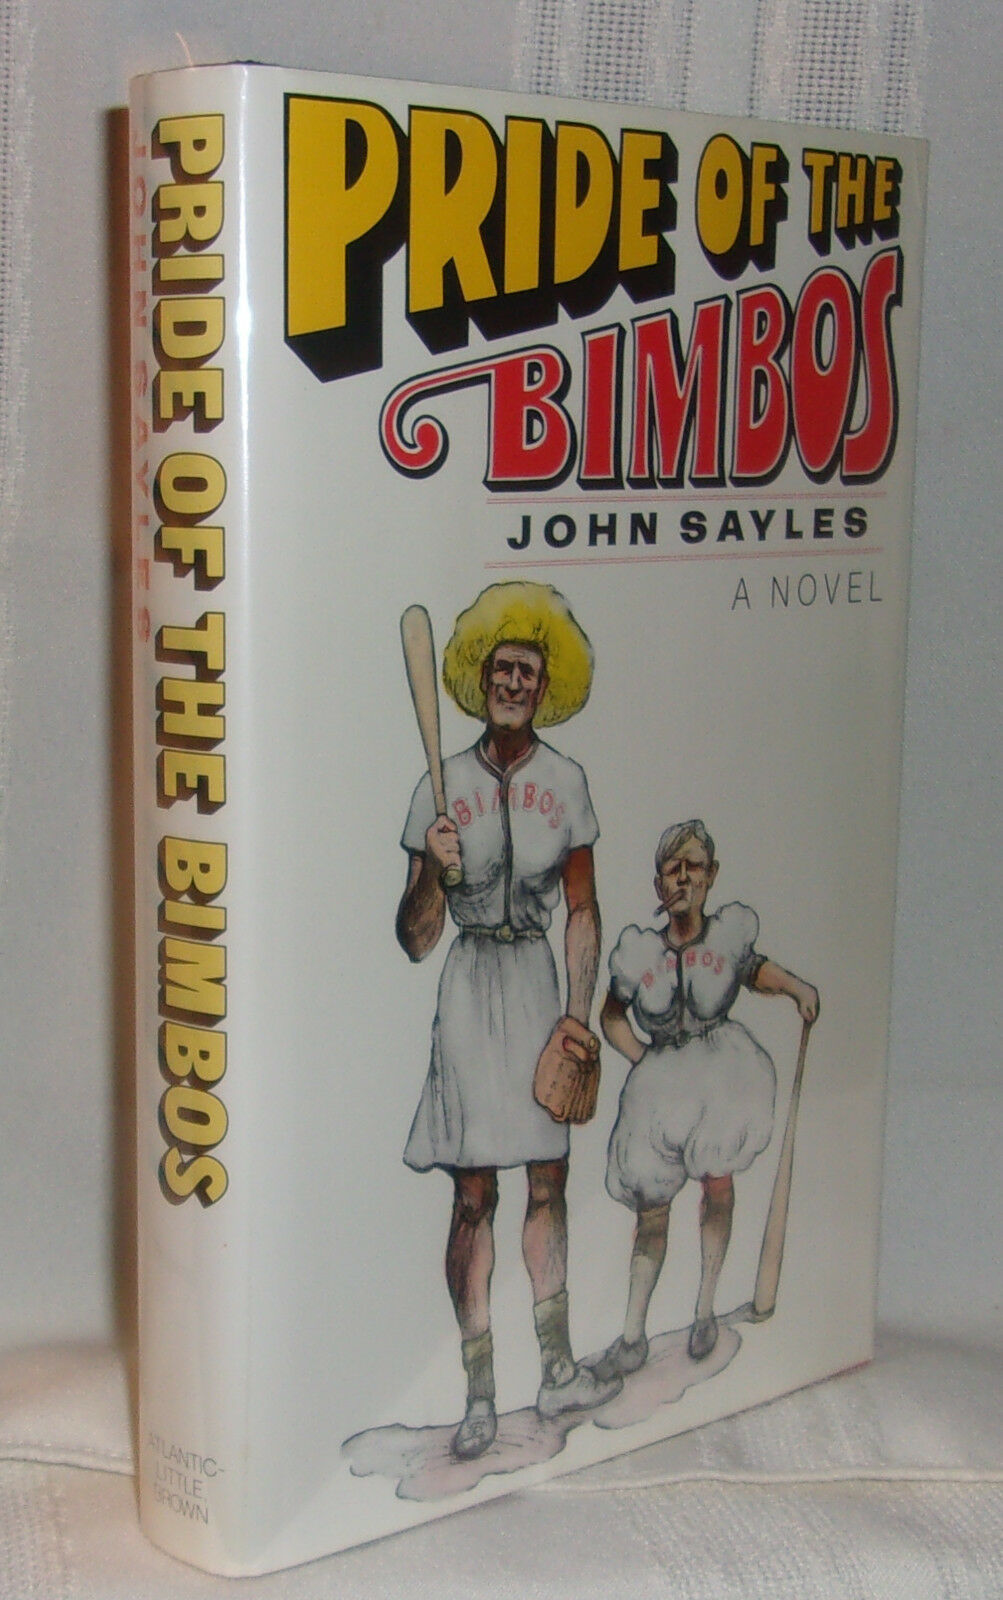 PRIDE OF THE
BIMBOS
JOHN SAYLES
A NOVEL
BIMBOS
BIMBOS
PRIDE OF THE BIMBOS
JOHN SAYLES
ATLANTIC-
LITTLE,
BROWN